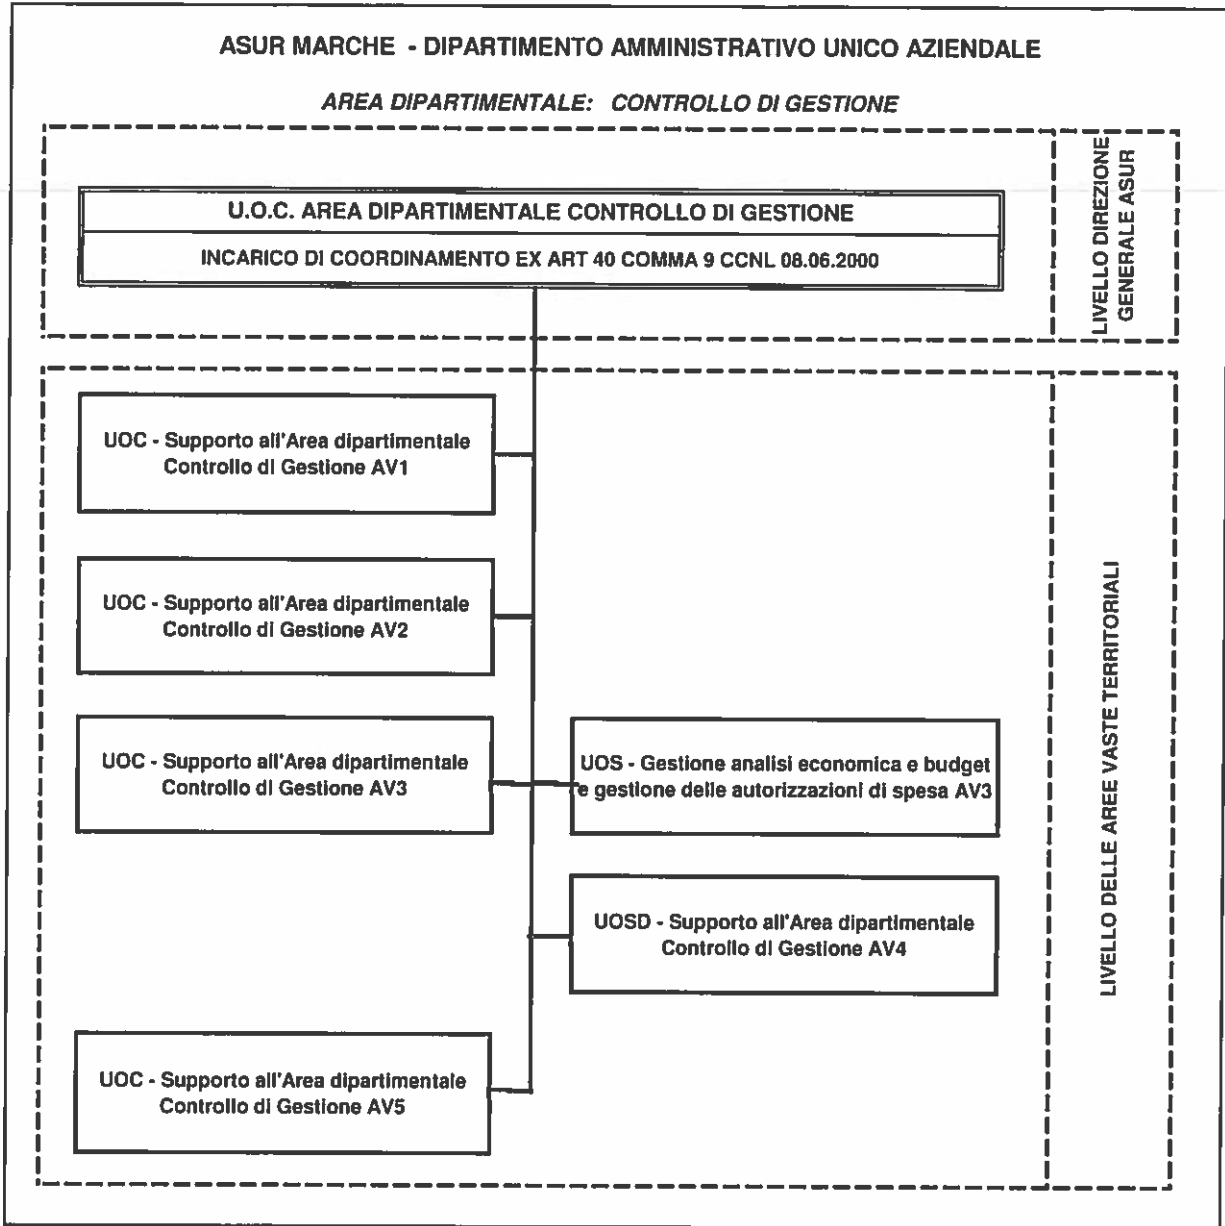 ASUR MARCHE - DIPARTIMENTO AMMINISTRATIVO UNICO AZIENDALE
AREA DIPARTIMENTALE: CONTROLLO DI GESTIONE
U.O.C. AREA DIPARTIMENTALE CONTROLLO DI GESTIONE
INCARICO DI COORDINAMENTO EX ART 40 COMMA 9 CCNL 08.06.2000
LIVELLO DIREZIONE
GENERALE ASUR
UOC - Supporto all'Area dipartimentale
Controllo di Gestione AV1
UOC - Supporto all'Area dipartimentale
Controllo di Gestione AV2
UOC - Supporto all'Area dipartimentale
Controllo di Gestione AV3
UOS - Gestione analisi economica e budget
e gestione delle autorizzazioni di spesa AV3
UOSD - Supporto all'Area dipartimentale
Controllo di Gestione AV4
UOC - Supporto all'Area dipartimentale
Controllo di Gestione AV5
LIVELLO DELLE AREE VASTE TERRITORIALI